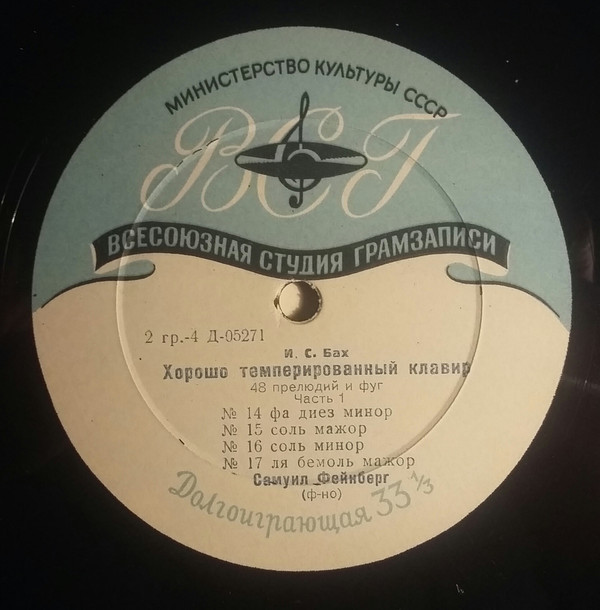 МИНИСТЕРСТВО КУЛЬТУРЫ СССР
ВСГ
ВСЕСОЮЗНАЯ СТУДИЯ ГРАМЗАПИСИ
2 гр.-4 Д-05271
И. С. Бах
Хорошо темперированный клавир
48 прелюдий и фуг
Часть 1
№ 14 фа диез минор
№ 15 соль мажор
№ 16 соль минор
№ 17 ля бемоль мажор
Самуил Фейнберг
(ф-но)
Долгоиграющая 33 1/3